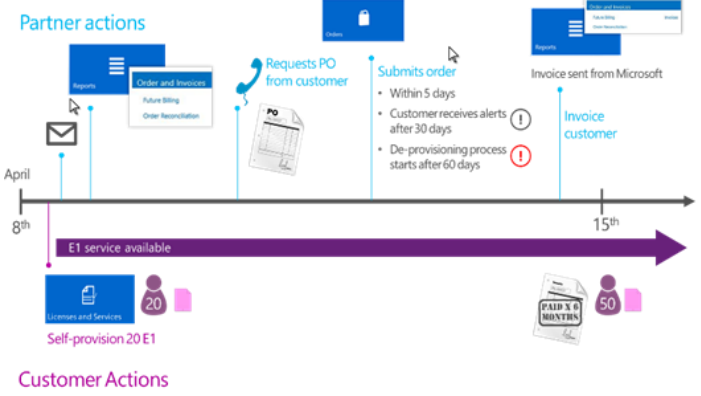 Partner actions
Reports
Order and Invoices
Future Billing
Order Reconciliation
Requests PO
from customer
PO
Orders
Submits order
• Within 5 days
• Customer receives alerts
after 30 days
• De-provisioning process
starts after 60 days
Order and Invoices
Future Billing
Invoices
Order Reconciliation
Reports
Invoice sent from Microsoft
Invoice
customer
April
8th
15th
E1 service available
Licenses and Services
20
Self-provision 20 E1
PAID X 6
MONTHS
50
Customer Actions